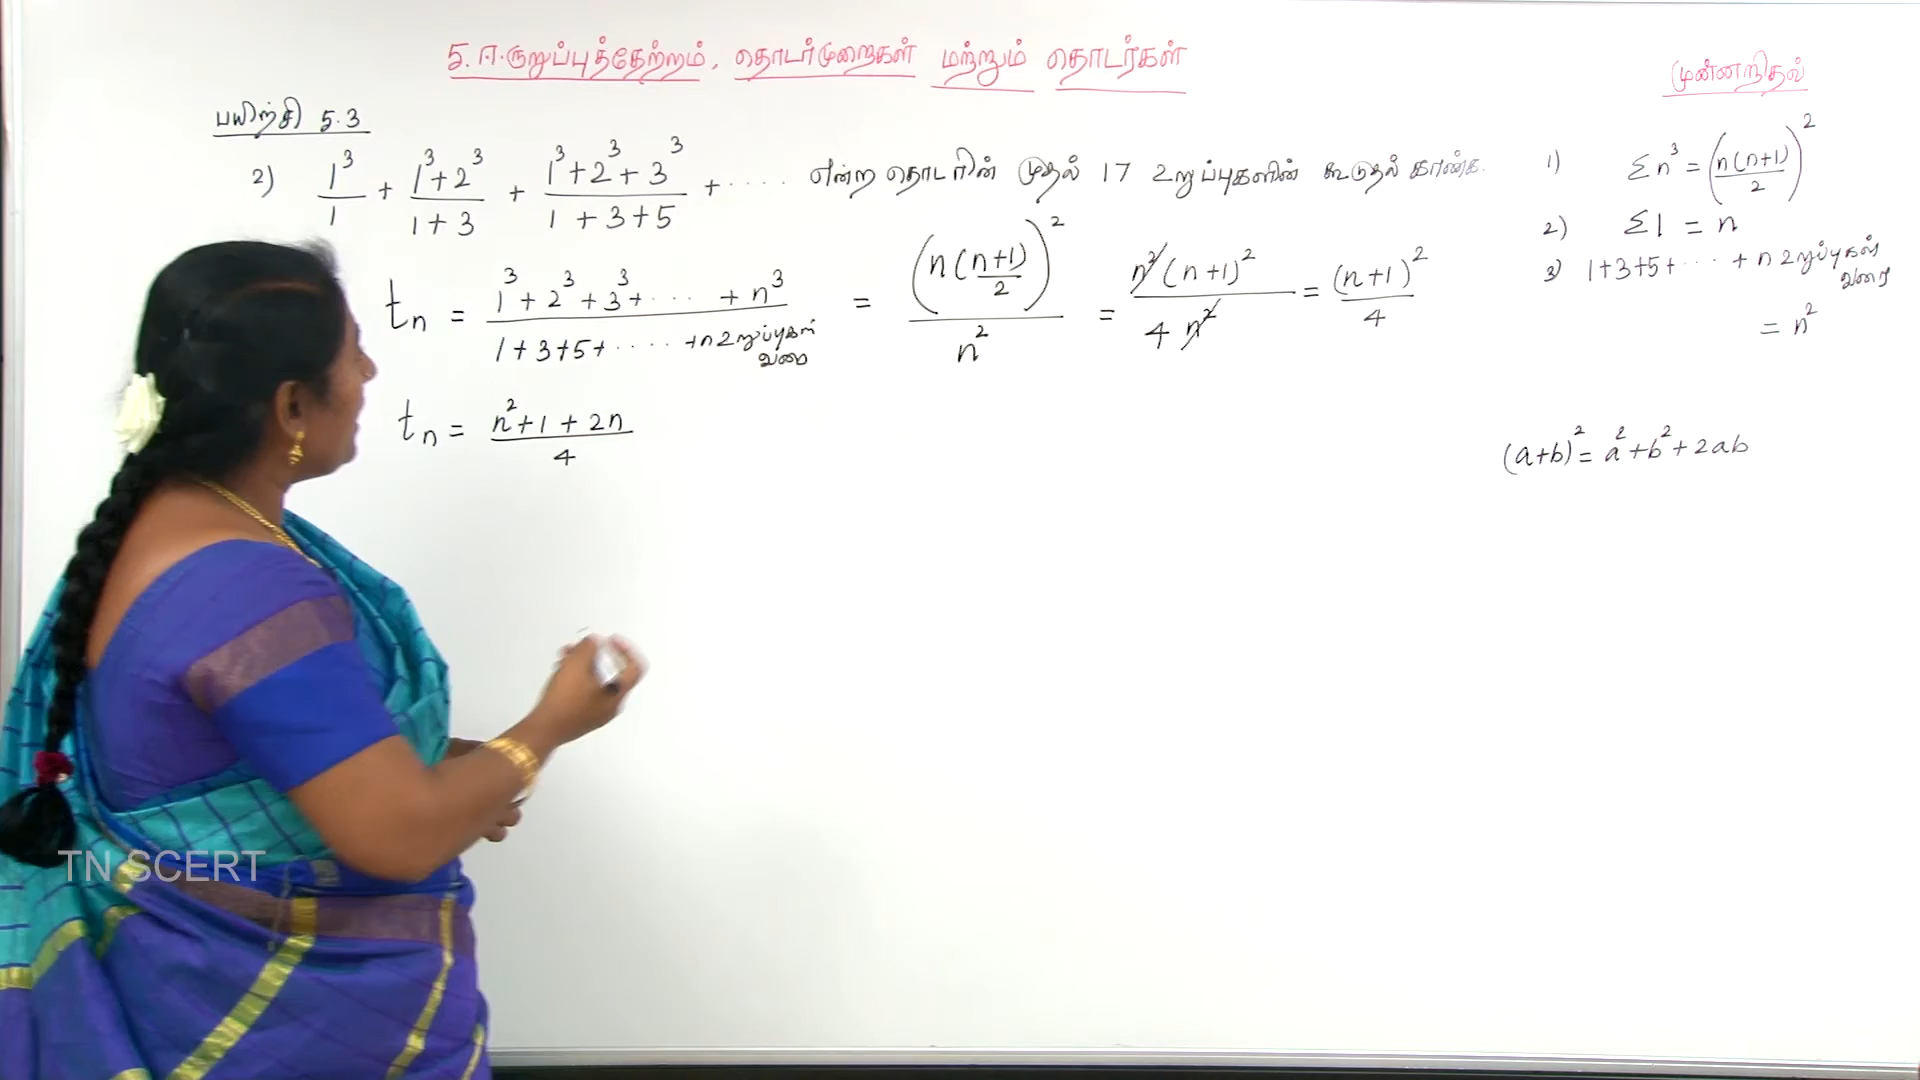 5. ஈருறுப்புத்தேற்றம், தொடர்முறைகள் மற்றும் தொடர்கள்
பயிற்சி 5.3
2) 1³/1 + (1³+2³)/(1+3) + (1³+2³+3³)/(1+3+5) + ····· என்ற தொடரின் முதல் 17 உறுப்புகளின் கூடுதல் காண்க.
tn = (1³+2³+3³+ ··· +n³)/(1+3+5+ ····· +n உறுப்புகள் வரை) = (n(n+1)/2)²/n² = n²(n+1)²/4n² = (n+1)²/4
tn = (n²+1+2n)/4
முன்னறிதல்
1) Σn³ = (n(n+1)/2)²
2) Σ1 = n
3) 1+3+5+ ··· +n உறுப்புகள் வரை
= n²
(a+b)² = a²+b²+2ab
TN SCERT